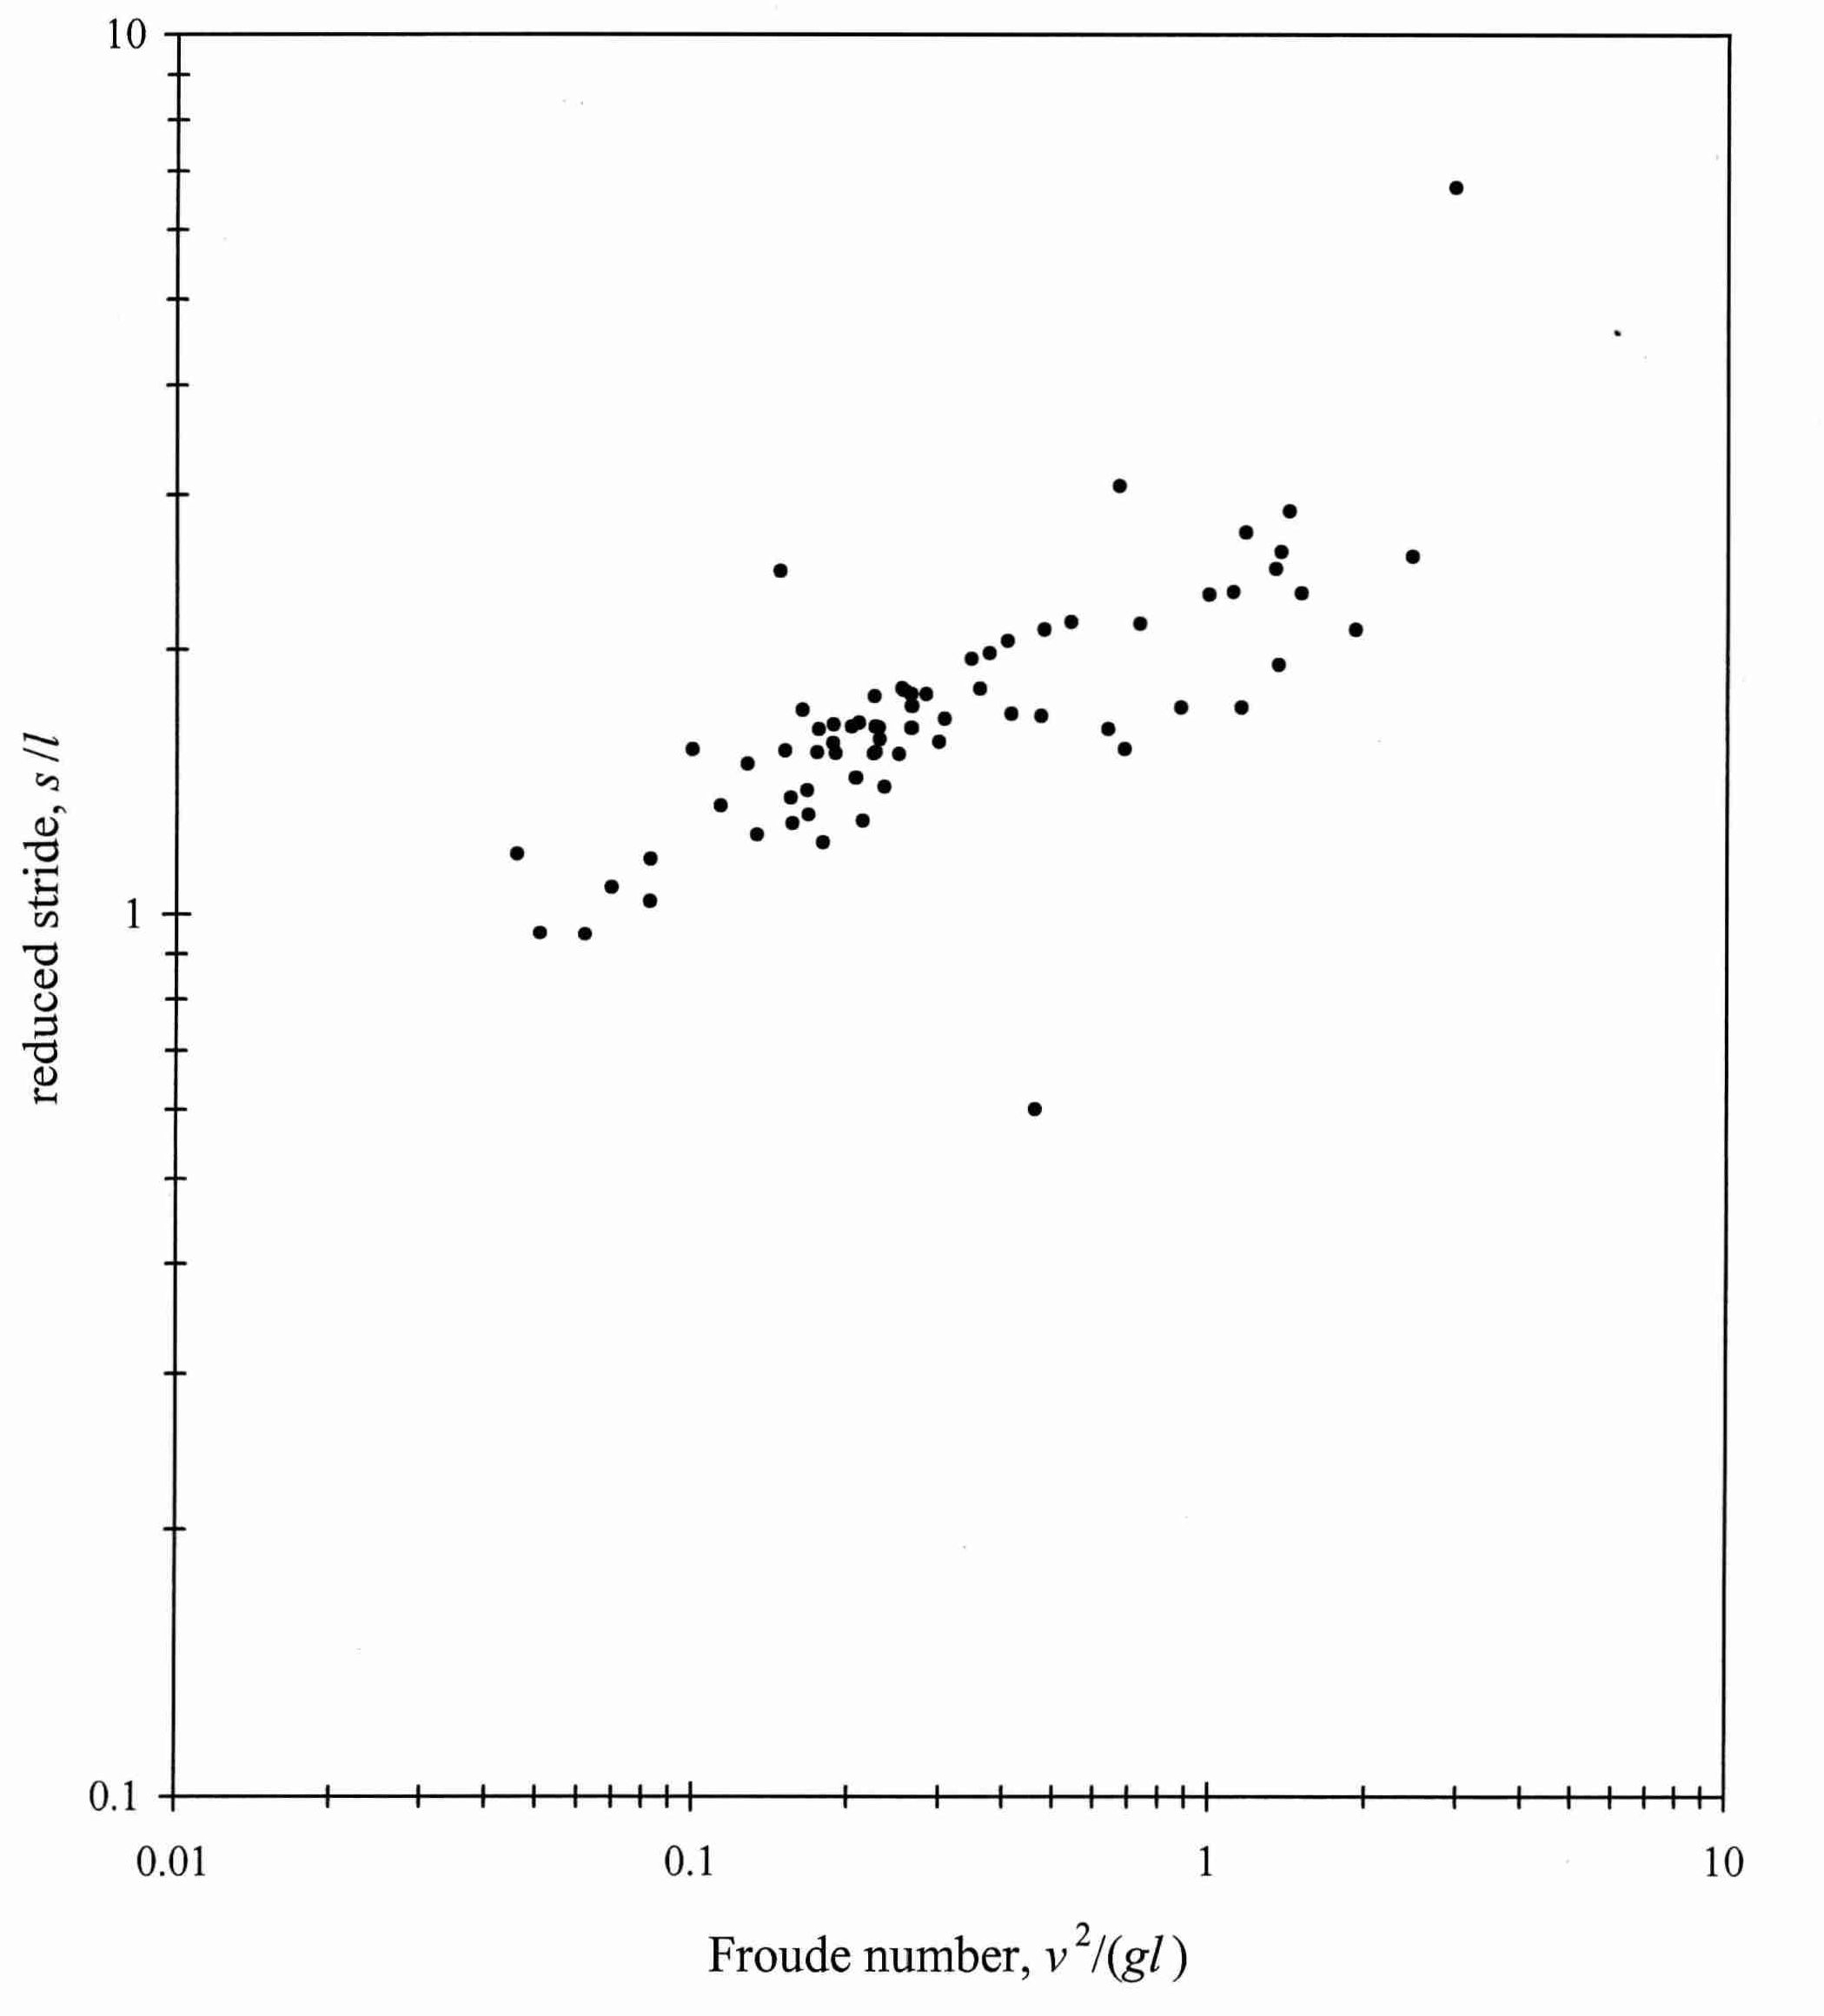 10
reduced stride, s/l
1
0.1
0.01 0.1 1 10
Froude number, v²/(gl)